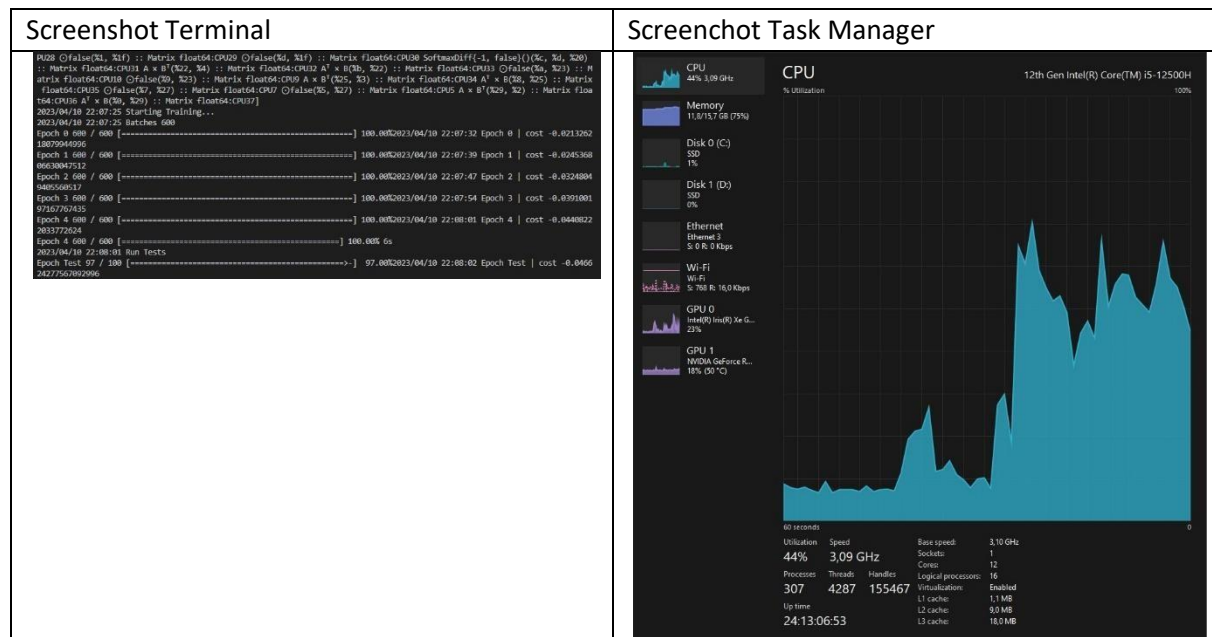 Screenshot Terminal
PU28 ⊙false(%1, %1f) :: Matrix float64:CPU29 ⊙false(%d, %1f) :: Matrix float64:CPU30 SoftmaxDiff{-1, false}()(%c, %d, %20)
:: Matrix float64:CPU31 A × Bᵀ(%22, %4) :: Matrix float64:CPU32 Aᵀ × B(%b, %22) :: Matrix float64:CPU33 ⊙false(%a, %23) :: M
atrix float64:CPU10 ⊙false(%9, %23) :: Matrix float64:CPU9 A × Bᵀ(%25, %3) :: Matrix float64:CPU34 Aᵀ × B(%8, %25) :: Matrix
float64:CPU35 ⊙false(%7, %27) :: Matrix float64:CPU7 ⊙false(%5, %27) :: Matrix float64:CPU5 A × Bᵀ(%29, %2) :: Matrix floa
t64:CPU36 Aᵀ × B(%0, %29) :: Matrix float64:CPU37]
2023/04/10 22:07:25 Starting Training...
2023/04/10 22:07:25 Batches 600
Epoch 0 600 / 600 [====================================================] 100.00%2023/04/10 22:07:32 Epoch 0 | cost -0.0213262
18079944996
Epoch 1 600 / 600 [====================================================] 100.00%2023/04/10 22:07:39 Epoch 1 | cost -0.0245368
06630047512
Epoch 2 600 / 600 [====================================================] 100.00%2023/04/10 22:07:47 Epoch 2 | cost -0.0324804
9405560517
Epoch 3 600 / 600 [====================================================] 100.00%2023/04/10 22:07:54 Epoch 3 | cost -0.0391001
97167767435
Epoch 4 600 / 600 [====================================================] 100.00%2023/04/10 22:08:01 Epoch 4 | cost -0.0440822
2033772624
Epoch 4 600 / 600 [=================================================] 100.00% 6s
2023/04/10 22:08:01 Run Tests
Epoch Test 97 / 100 [================================================>-] 97.00%2023/04/10 22:08:02 Epoch Test | cost -0.0466
24277567092996
Screenchot Task Manager
CPU
44% 3,09 GHz
Memory
11,8/15,7 GB (75%)
Disk 0 (C:)
SSD
1%
Disk 1 (D:)
SSD
0%
Ethernet
Ethernet 3
S: 0 R: 0 Kbps
Wi-Fi
Wi-Fi
S: 768 R: 16,0 Kbps
GPU 0
Intel(R) Iris(R) Xe G...
23%
GPU 1
NVIDIA GeForce R...
18% (50 °C)
CPU 12th Gen Intel(R) Core(TM) i5-12500H
% Utilization 100%
60 seconds 0
Utilization Speed
44% 3,09 GHz
Processes Threads Handles
307 4287 155467
Up time
24:13:06:53
Base speed: 3,10 GHz
Sockets: 1
Cores: 12
Logical processors: 16
Virtualization: Enabled
L1 cache: 1,1 MB
L2 cache: 9,0 MB
L3 cache: 18,0 MB